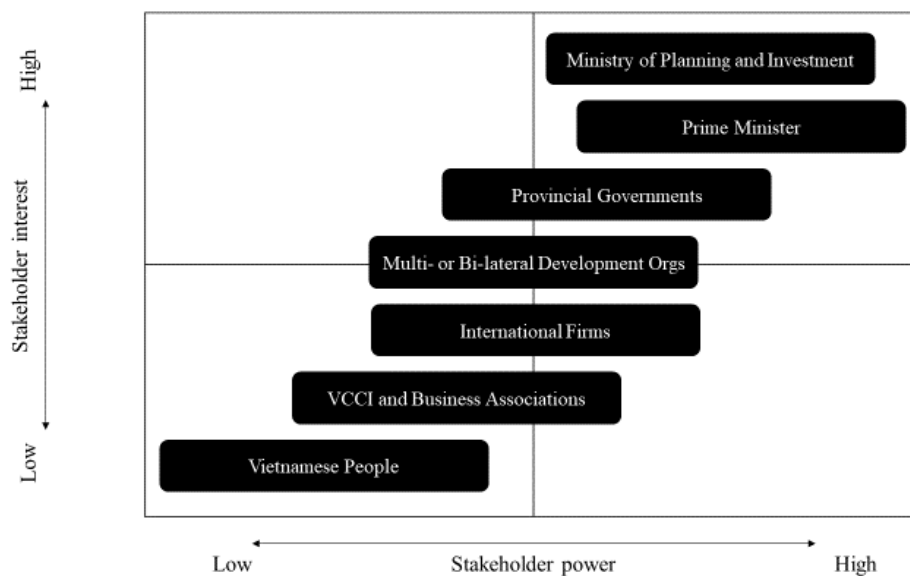 High
Stakeholder interest
Low
Ministry of Planning and Investment
Prime Minister
Provincial Governments
Multi- or Bi-lateral Development Orgs
International Firms
VCCI and Business Associations
Vietnamese People
Low
Stakeholder power
High